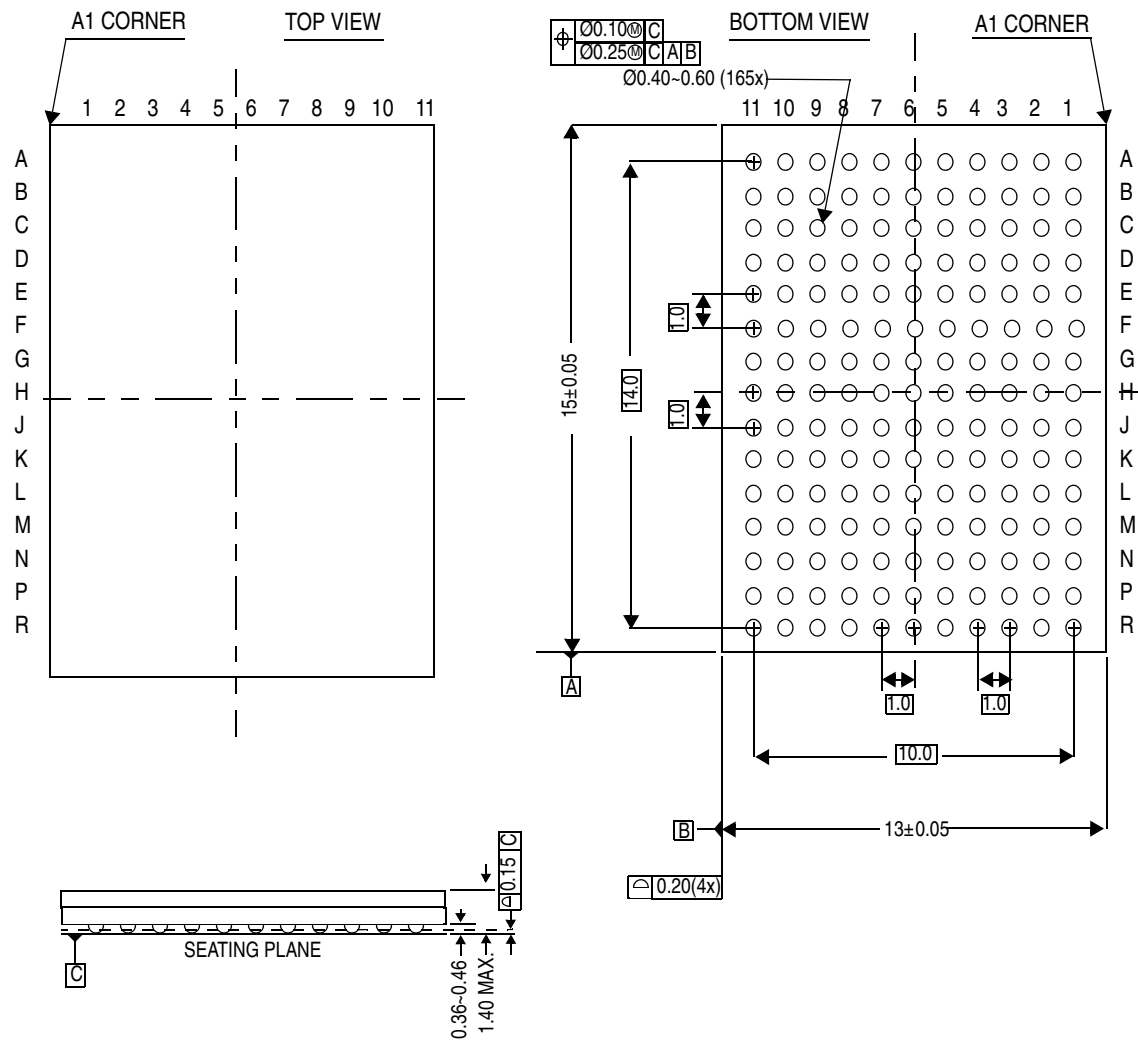 A1 CORNER
TOP VIEW
1 2 3 4 5 6 7 8 9 10 11
A
B
C
D
E
F
G
H
J
K
L
M
N
P
R
Ø0.10Ⓜ C
Ø0.25Ⓜ C A B
BOTTOM VIEW
A1 CORNER
Ø0.40~0.60 (165x)
11 10 9 8 7 6 5 4 3 2 1
A
B
C
D
E
F
G
H
J
K
L
M
N
P
R
15±0.05
14.0
1.0
1.0
A
1.0
1.0
10.0
B
13±0.05
0.20(4x)
0.15 C
SEATING PLANE
C
0.36~0.46
1.40 MAX.